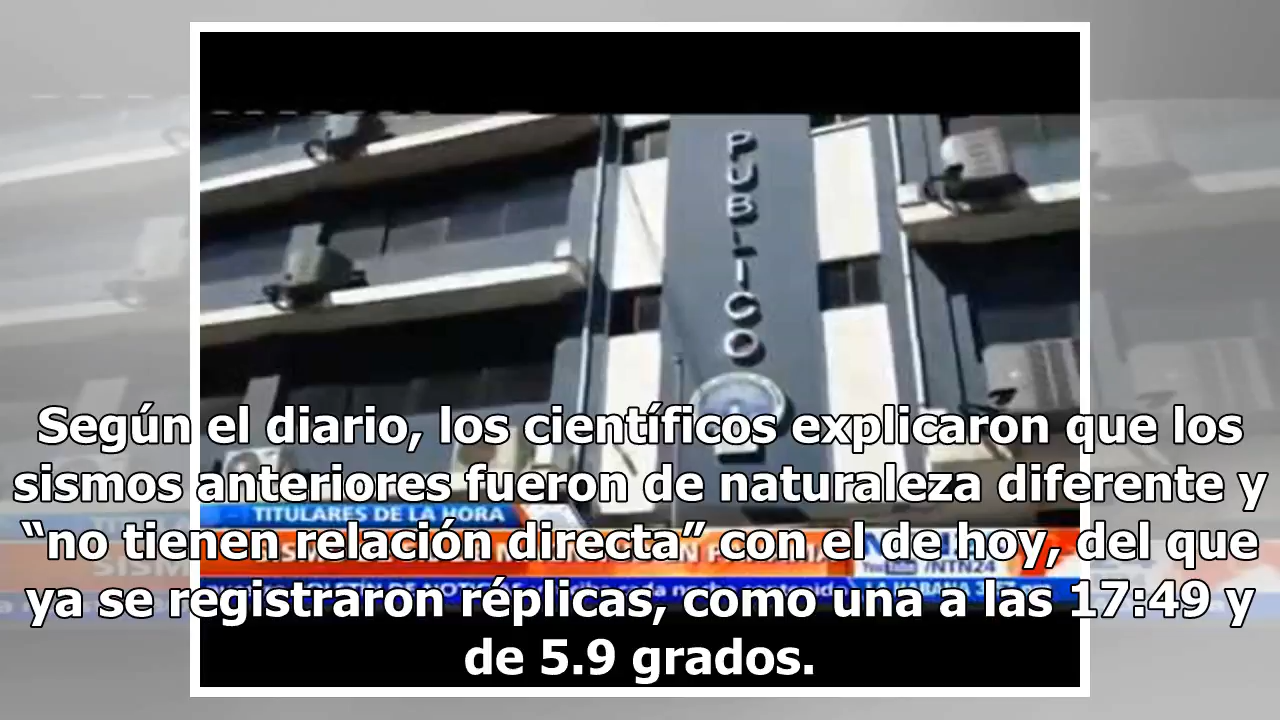 PUBLICO
Según el diario, los científicos explicaron que los
sismos anteriores fueron de naturaleza diferente y
TITULARES DE LA HORA
“no tienen relación directa” con el de hoy, del que
/NTN24
ya se registraron réplicas, como una a las 17:49 y
de 5.9 grados.